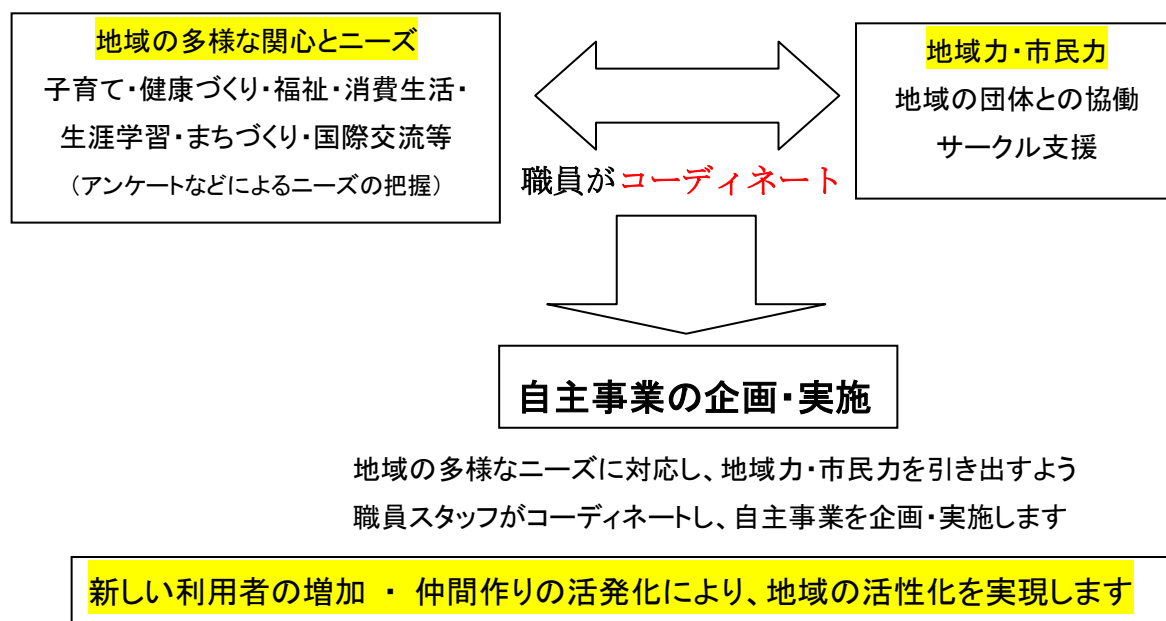 地域の多様な関心とニーズ
子育て・健康づくり・福祉・消費生活・
生涯学習・まちづくり・国際交流等
（アンケートなどによるニーズの把握）
地域力・市民力
地域の団体との協働
サークル支援
職員がコーディネート
自主事業の企画・実施
地域の多様なニーズに対応し、地域力・市民力を引き出すよう
職員スタッフがコーディネートし、自主事業を企画・実施します
新しい利用者の増加 ・ 仲間作りの活発化により、地域の活性化を実現します